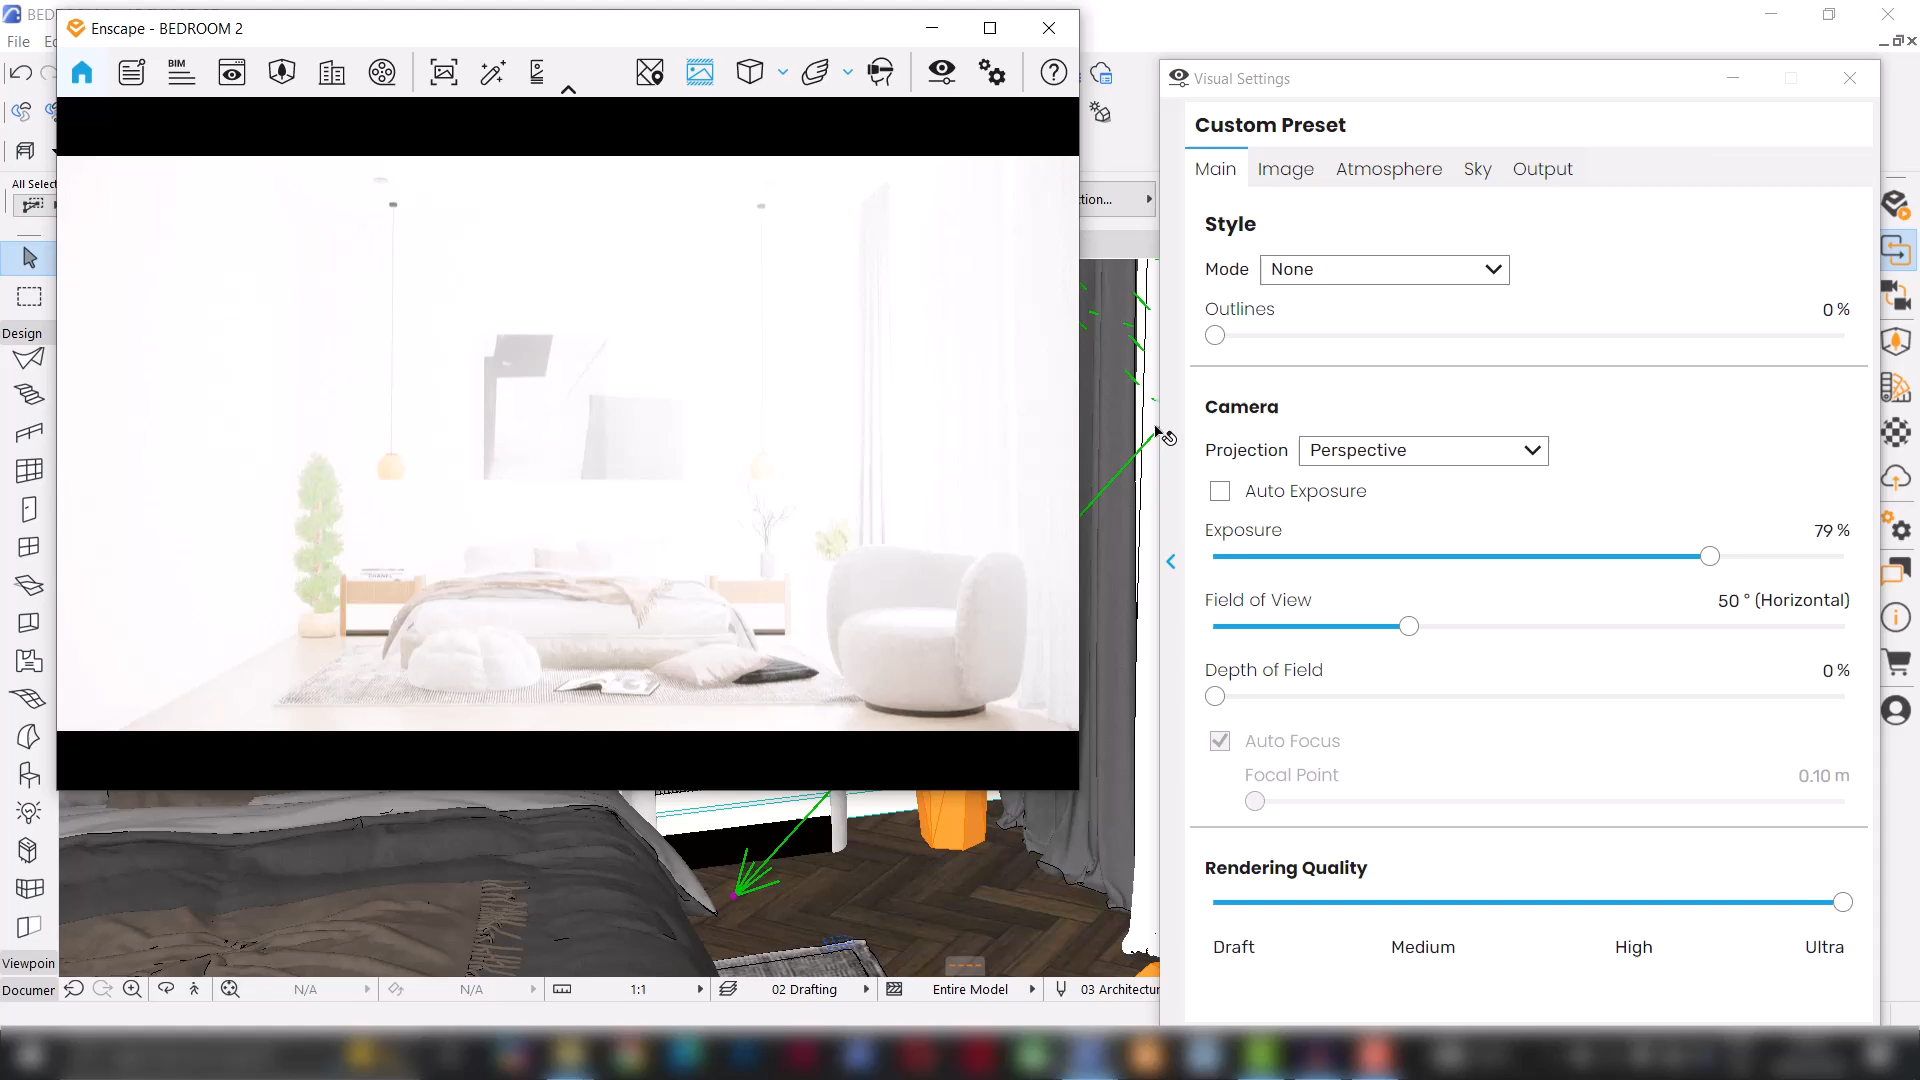 BED
Enscape - BEDROOM 2
File
BIM
Visual Settings
Custom Preset
Main
Image
Atmosphere
Sky
Output
All Select
tion...
Style
Mode
None
Outlines
0 %
Design
Camera
Projection
Perspective
Auto Exposure
Exposure
79 %
Field of View
50 ° (Horizontal)
CHANEL
Depth of Field
0 %
Auto Focus
Focal Point
0.10 m
Rendering Quality
Draft
Medium
High
Ultra
Viewpoin
Documer
N/A
N/A
1:1
02 Drafting
Entire Model
03 Architectur